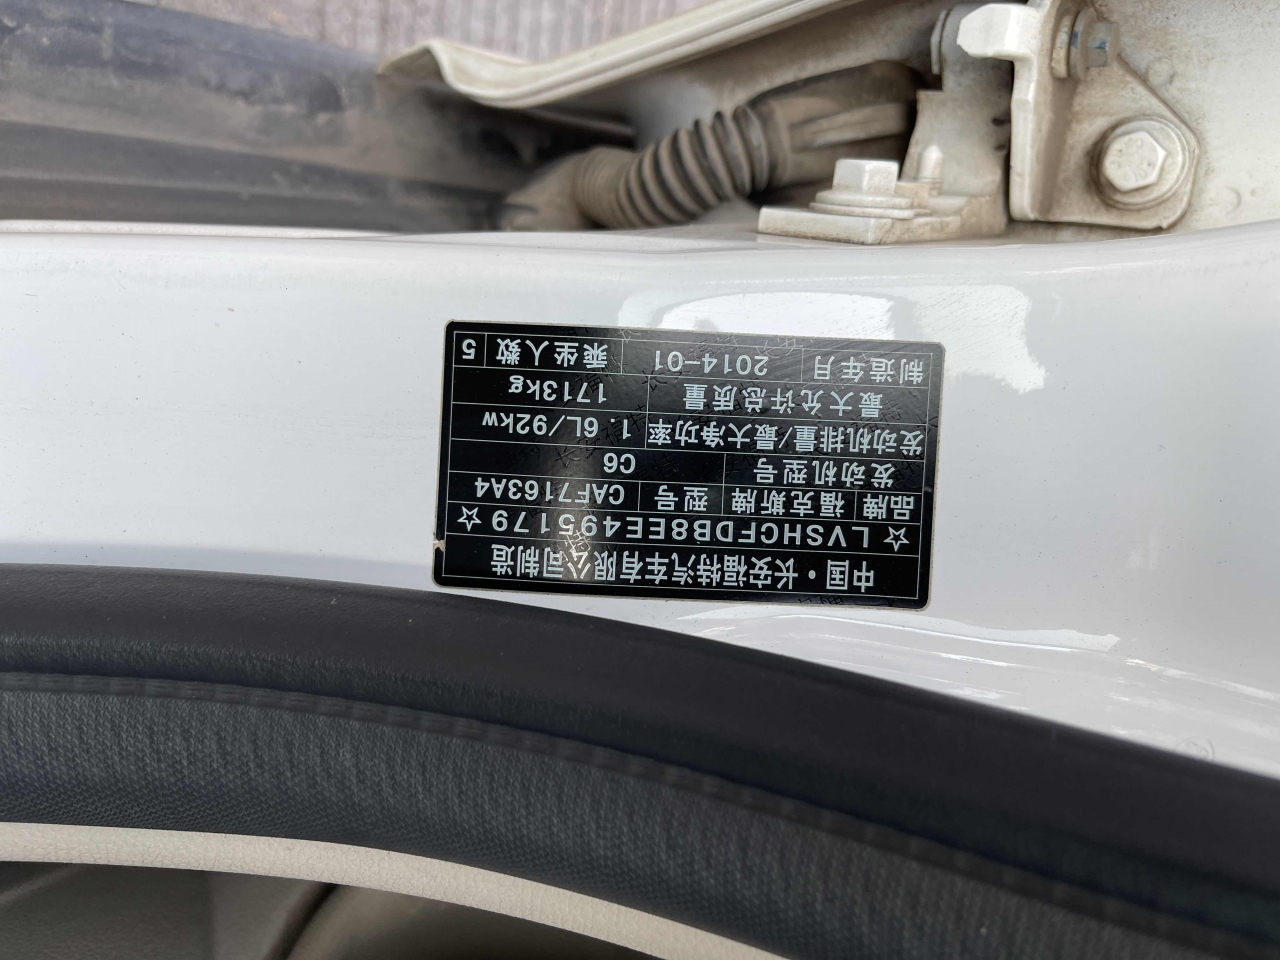 中国·长安福特汽车有限公司制造
☆LVSHCFDB8EE495179☆
品牌 福克斯牌 型号 CAF7163A4
发动机型号 C6
发动机排量/最大净功率 1.6L/92kw
最大允许总质量 1713kg
制造年月 2014-01 乘坐人数 5